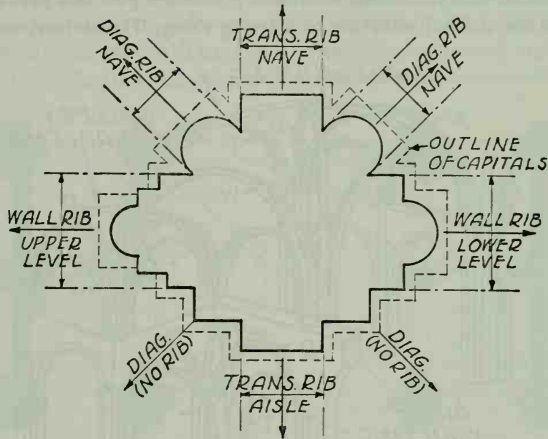 TRANS. RIB
NAVE
DIAG. RIB
NAVE
DIAG. RIB
NAVE
OUTLINE
OF CAPITALS
WALL RIB
UPPER
LEVEL
WALL RIB
LOWER
LEVEL
DIAG.
(NO RIB)
DIAG.
(NO RIB)
TRANS. RIB
AISLE